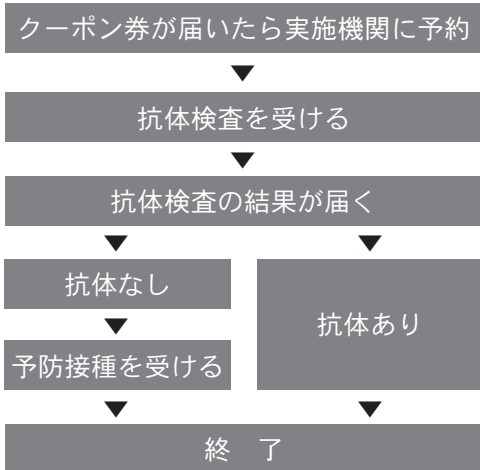 クーポン券が届いたら実施機関に予約
▼
抗体検査を受ける
▼
抗体検査の結果が届く
▼ ▼
抗体なし
▼
抗体あり
予防接種を受ける
▼ ▼
終　了